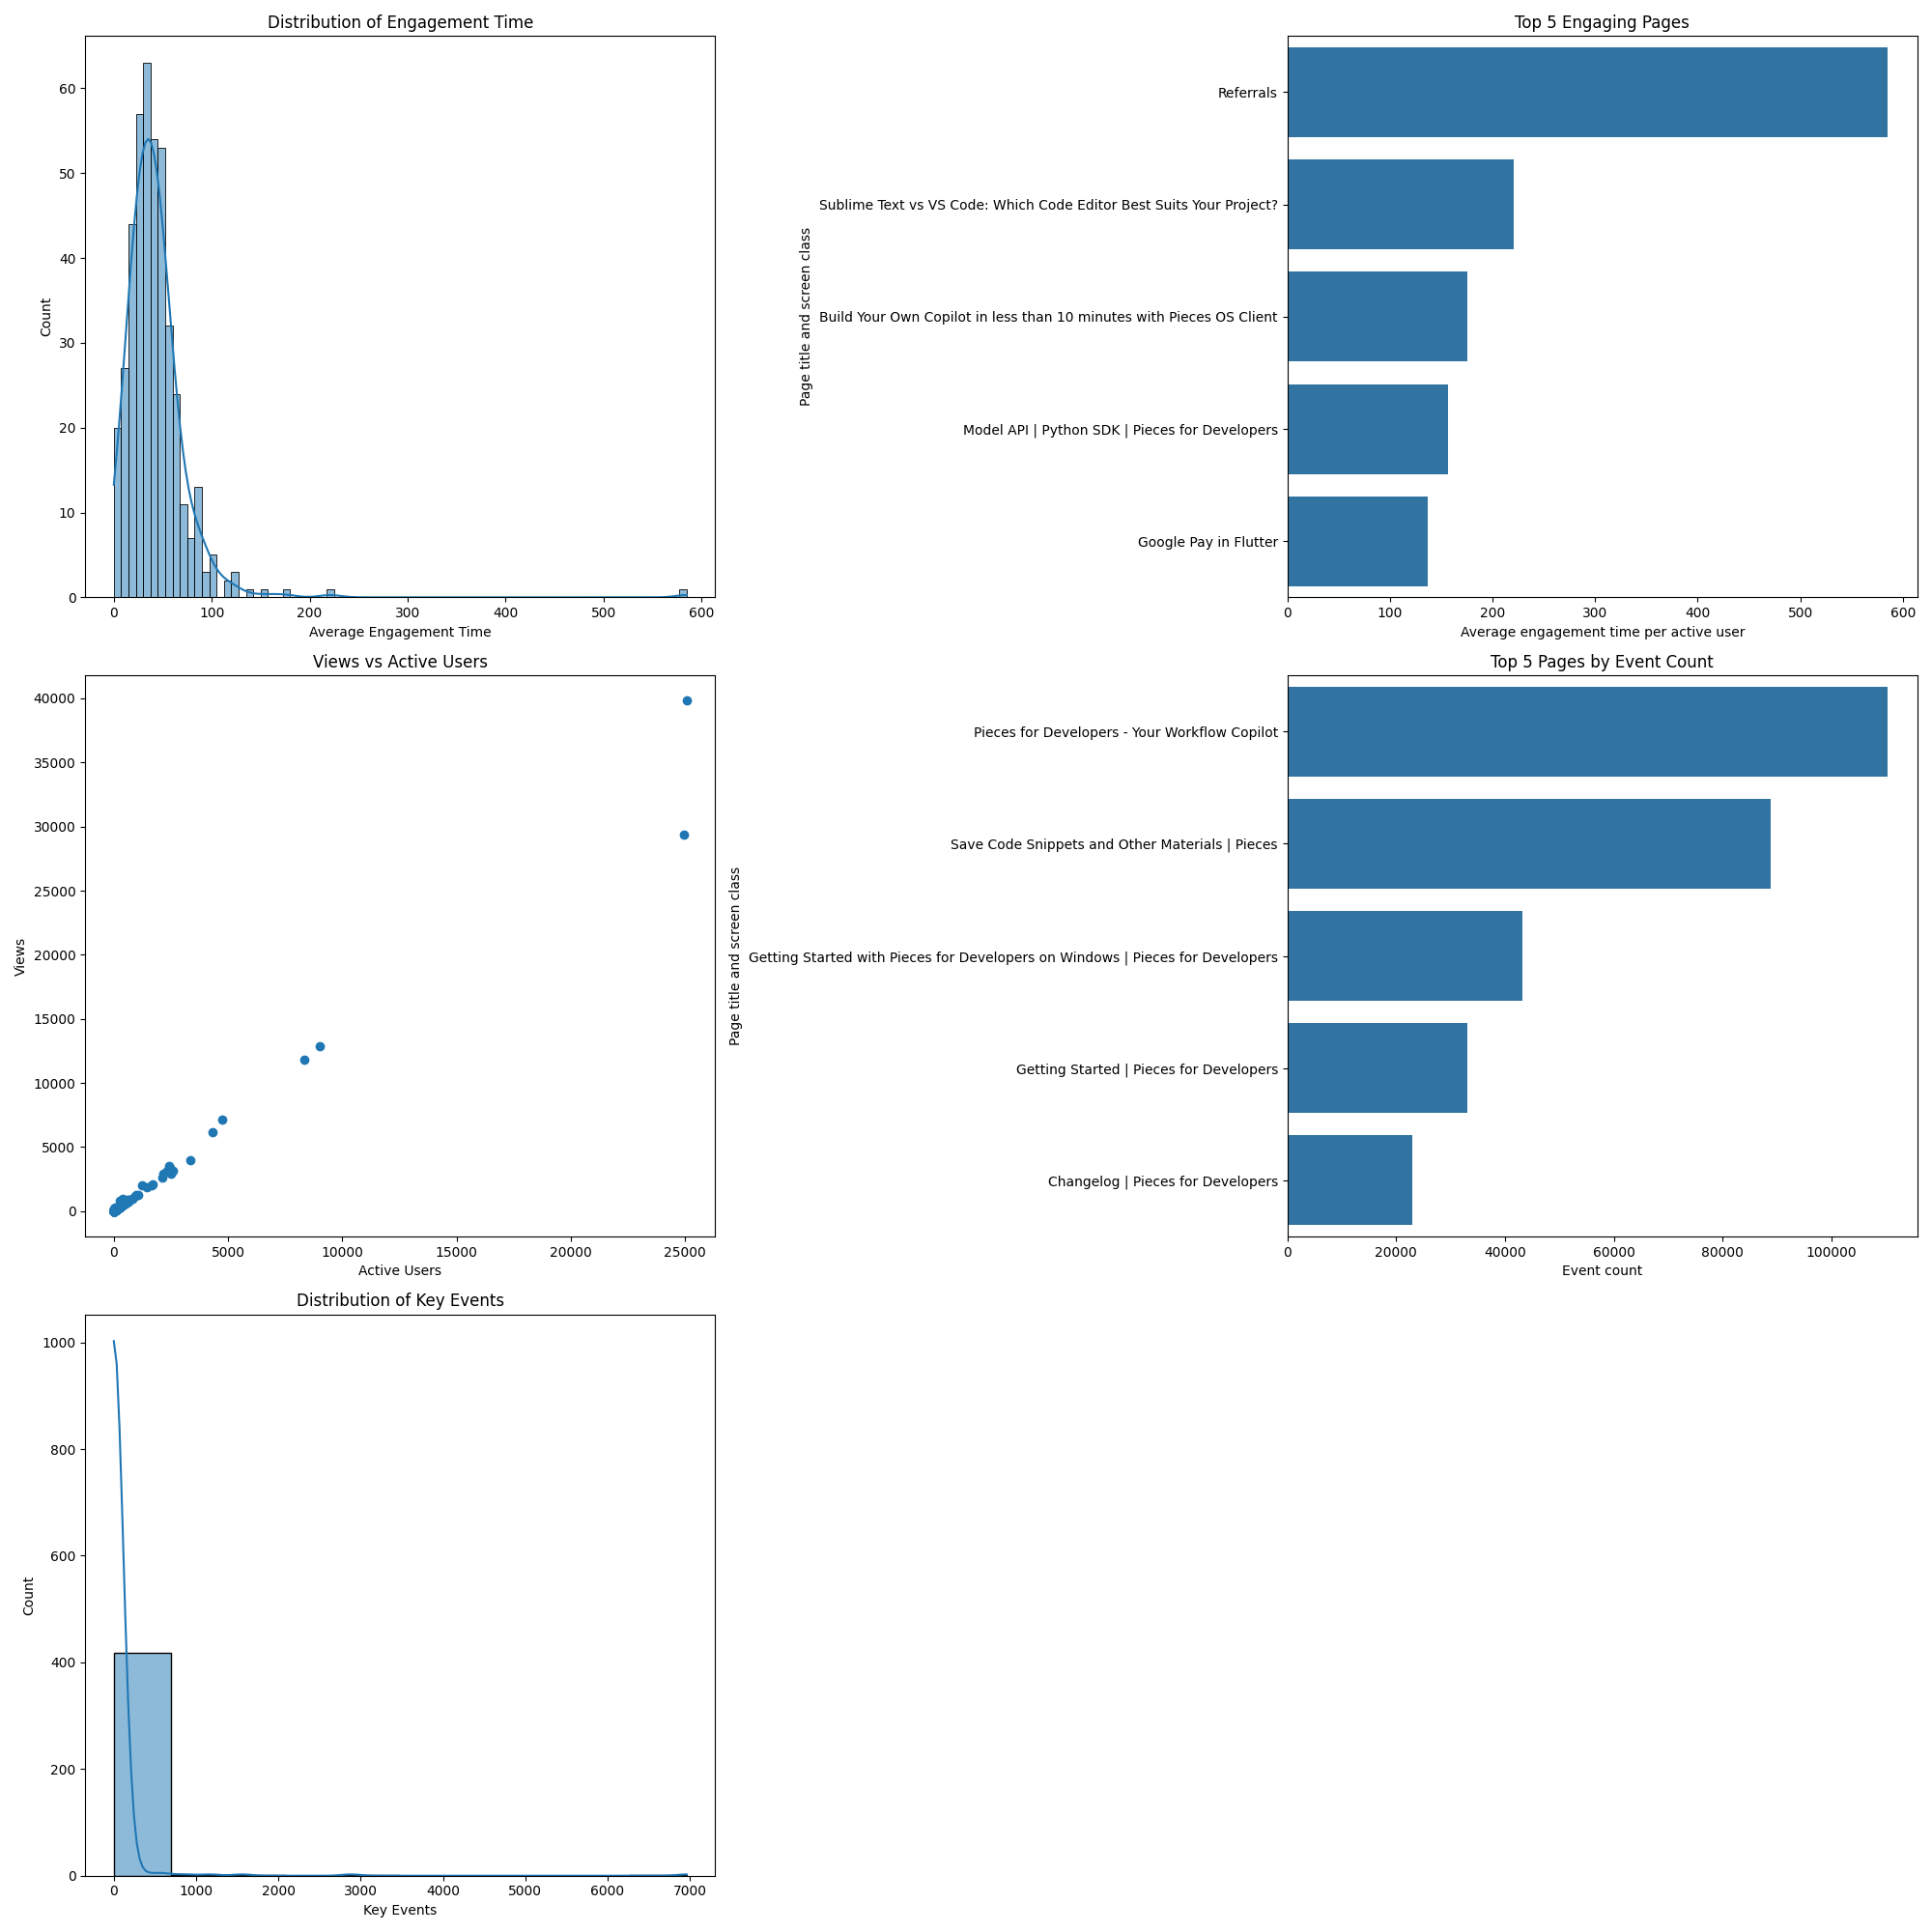 Distribution of Engagement Time
60
50
40
30
20
10
0
Count
0 100 200 300 400 500 600
Average Engagement Time
Top 5 Engaging Pages
Page title and screen class
Referrals
Sublime Text vs VS Code: Which Code Editor Best Suits Your Project?
Build Your Own Copilot in less than 10 minutes with Pieces OS Client
Model API | Python SDK | Pieces for Developers
Google Pay in Flutter
0 100 200 300 400 500 600
Average engagement time per active user
Views vs Active Users
40000
35000
30000
25000
20000
15000
10000
5000
0
Views
0 5000 10000 15000 20000 25000
Active Users
Top 5 Pages by Event Count
Page title and screen class
Pieces for Developers - Your Workflow Copilot
Save Code Snippets and Other Materials | Pieces
Getting Started with Pieces for Developers on Windows | Pieces for Developers
Getting Started | Pieces for Developers
Changelog | Pieces for Developers
0 20000 40000 60000 80000 100000
Event count
Distribution of Key Events
1000
800
600
400
200
0
Count
0 1000 2000 3000 4000 5000 6000 7000
Key Events